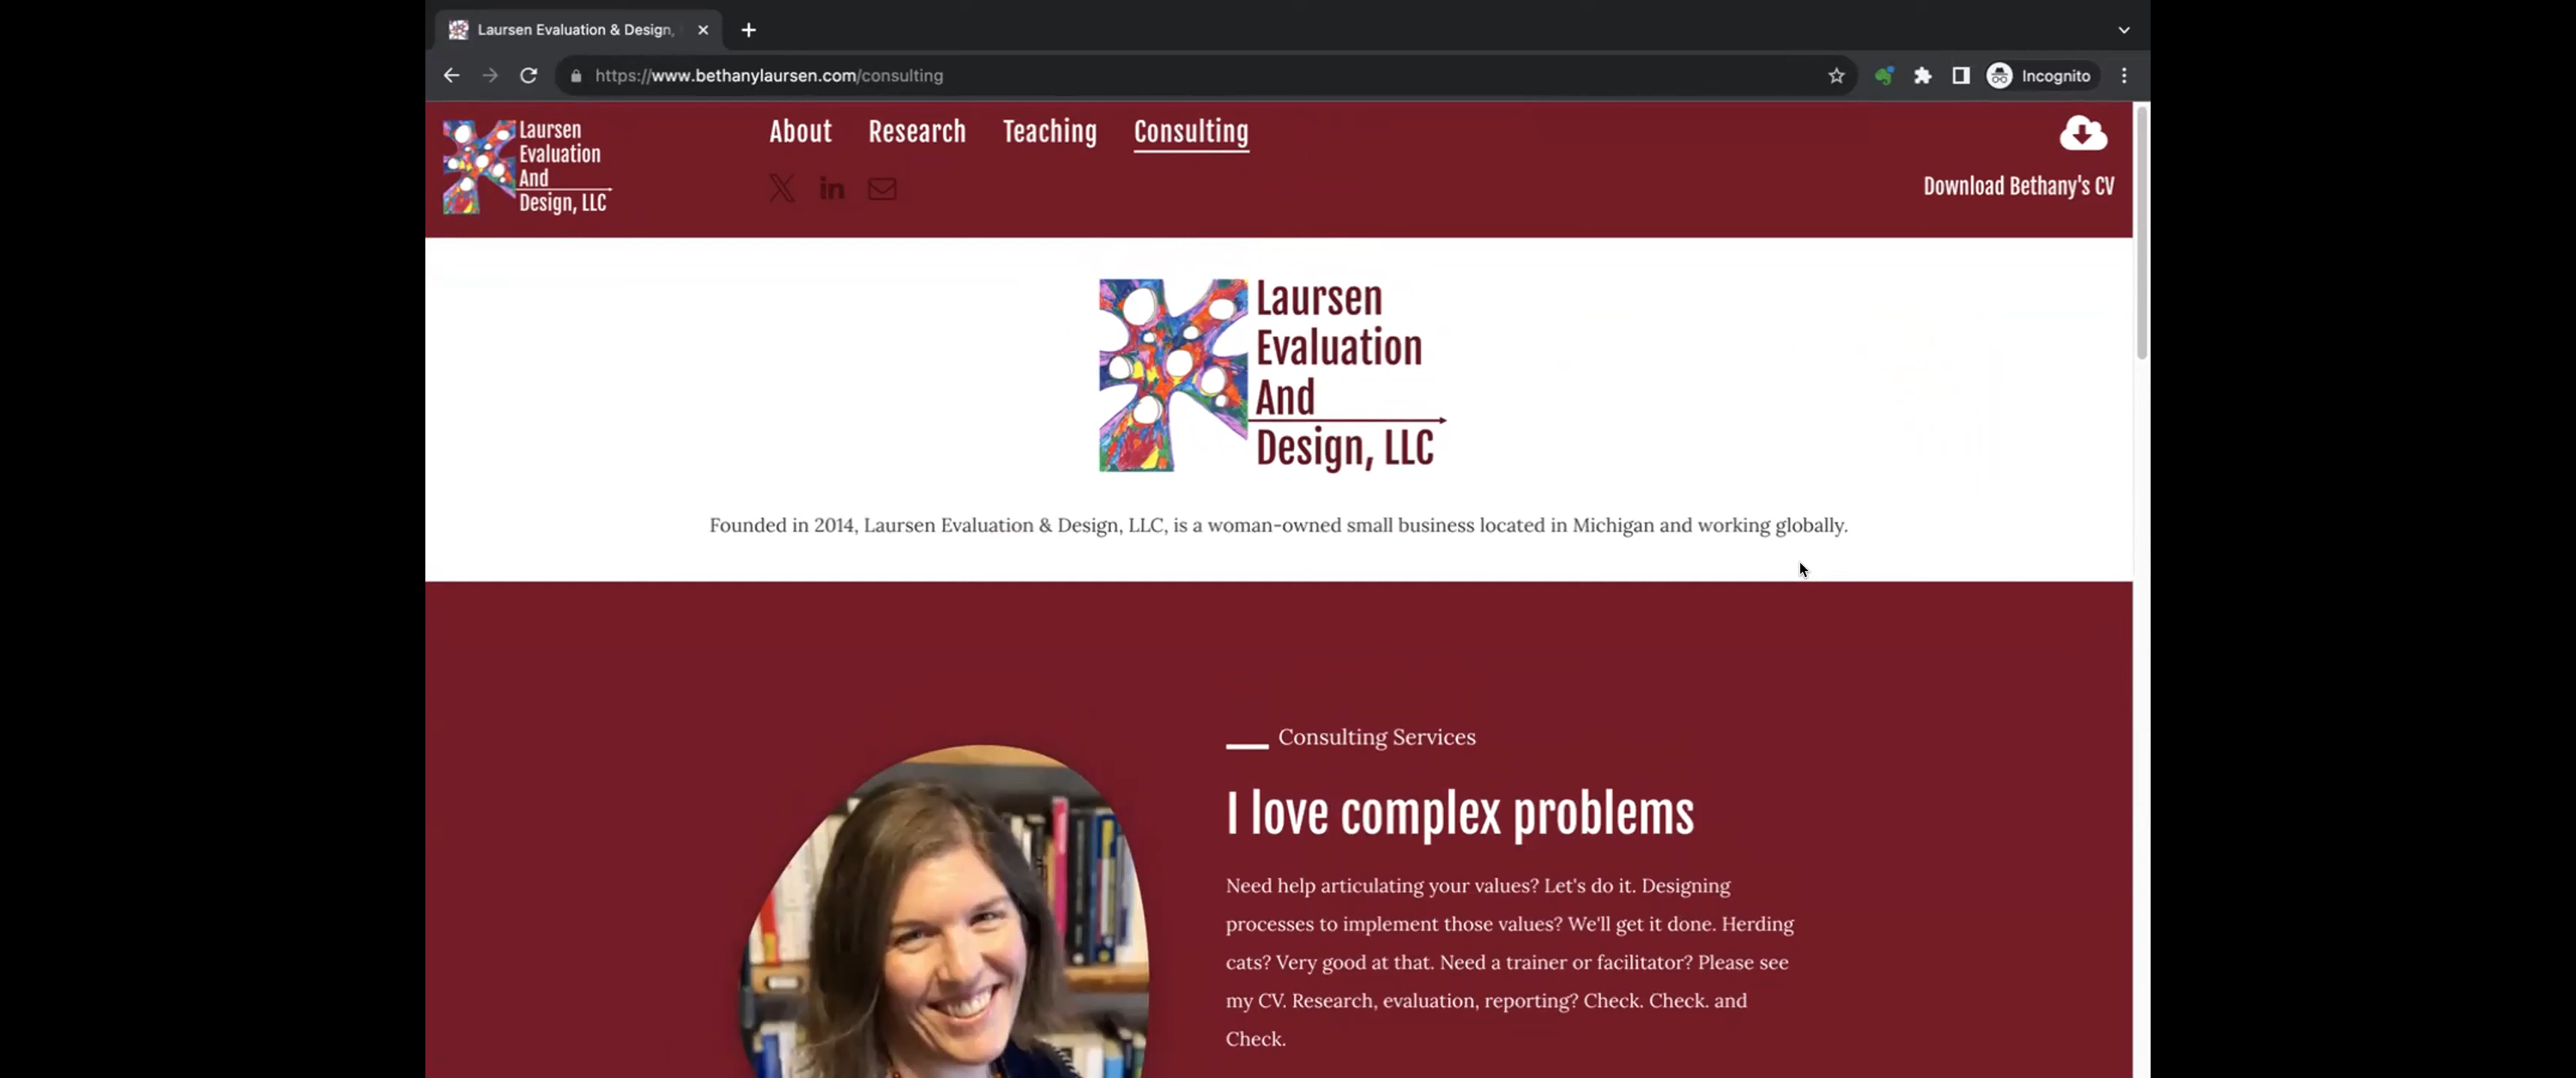 Laursen Evaluation & Design,
https://www.bethanylaursen.com/consulting
Incognito
Laursen
Evaluation
And
Design, LLC
About Research Teaching Consulting
Download Bethany's CV
Laursen
Evaluation
And
Design, LLC
Founded in 2014, Laursen Evaluation & Design, LLC, is a woman-owned small business located in Michigan and working globally.
Consulting Services
I love complex problems
Need help articulating your values? Let's do it. Designing
processes to implement those values? We'll get it done. Herding
cats? Very good at that. Need a trainer or facilitator? Please see
my CV. Research, evaluation, reporting? Check. Check. and
Check.